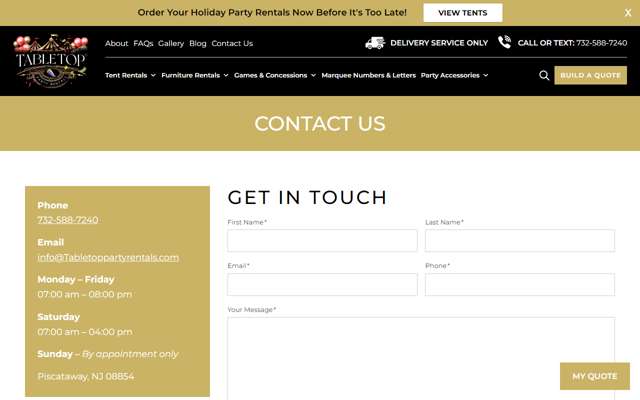 Order Your Holiday Party Rentals Now Before It's Too Late!
VIEW TENTS
X
TABLETOP
About FAQs Gallery Blog Contact Us
DELIVERY SERVICE ONLY
CALL OR TEXT: 732-588-7240
Tent Rentals Furniture Rentals Games & Concessions Marquee Numbers & Letters Party Accessories
BUILD A QUOTE
CONTACT US
Phone
732-588-7240
Email
info@Tabletoppartyrentals.com
Monday – Friday
07:00 am – 08:00 pm
Saturday
07:00 am – 04:00 pm
Sunday – By appointment only
Piscataway, NJ 08854
GET IN TOUCH
First Name*
Last Name*
Email*
Phone*
Your Message*
MY QUOTE